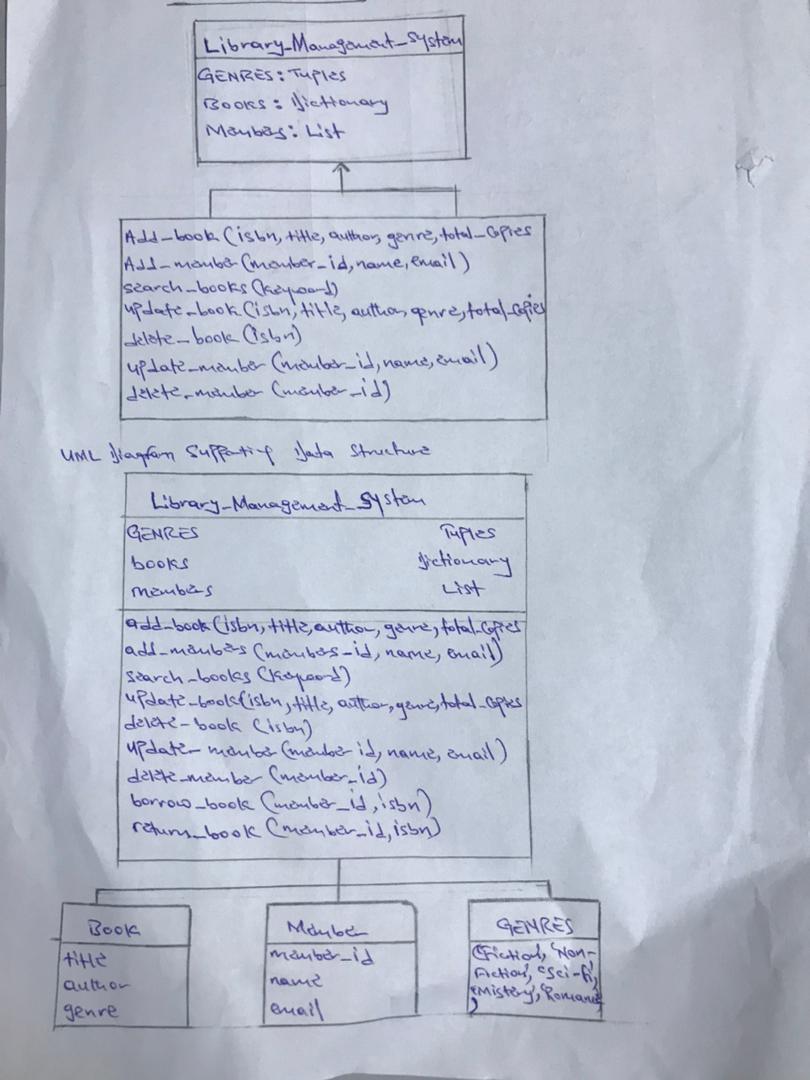 Library_Management_System
GENRES: Tuples
Books: Dictionary
Members: List
Add_book (isbn, title, author, genre, total_copies
Add_member (member_id, name, email)
search_books (keyword)
update_book (isbn, title, author, genre, total_copies
delete_book (isbn)
update_member (member_id, name, email)
delete_member (member_id)
UML Diagram Supporting Data Structure
Library_Management_System
GENRES Tuples
books Dictionary
members List
add_book (isbn, title, author, genre, total_copies
add_members (members-id, name, email)
search_books (keyword)
update_book (isbn, title, author, genre, total_copies
delete_book (isbn)
update_member (member id, name, email)
delete_member (member_id)
borrow_book (member_id, isbn)
return_book (member_id, isbn)
Book
title
author
genre
Member
member_id
name
email
GENRES
('Fiction', 'Non-
Fiction', 'Sci-fi',
'Mistery', 'Romance'
)